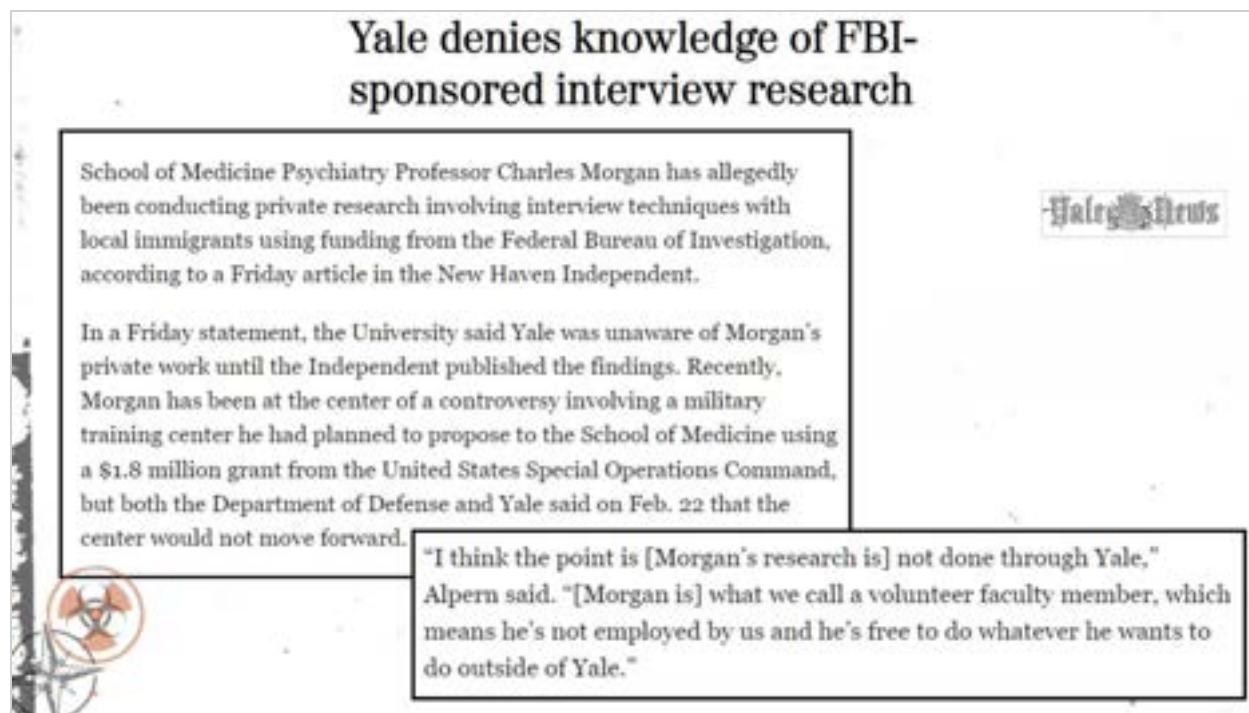 Yale denies knowledge of FBI-
sponsored interview research
School of Medicine Psychiatry Professor Charles Morgan has allegedly
been conducting private research involving interview techniques with
local immigrants using funding from the Federal Bureau of Investigation,
according to a Friday article in the New Haven Independent.
In a Friday statement, the University said Yale was unaware of Morgan's
private work until the Independent published the findings. Recently,
Morgan has been at the center of a controversy involving a military
training center he had planned to propose to the School of Medicine using
a $1.8 million grant from the United States Special Operations Command,
but both the Department of Defense and Yale said on Feb. 22 that the
center would not move forward.
Yale News
“I think the point is [Morgan’s research is] not done through Yale,”
Alpern said. “[Morgan is] what we call a volunteer faculty member, which
means he’s not employed by us and he’s free to do whatever he wants to
do outside of Yale.”